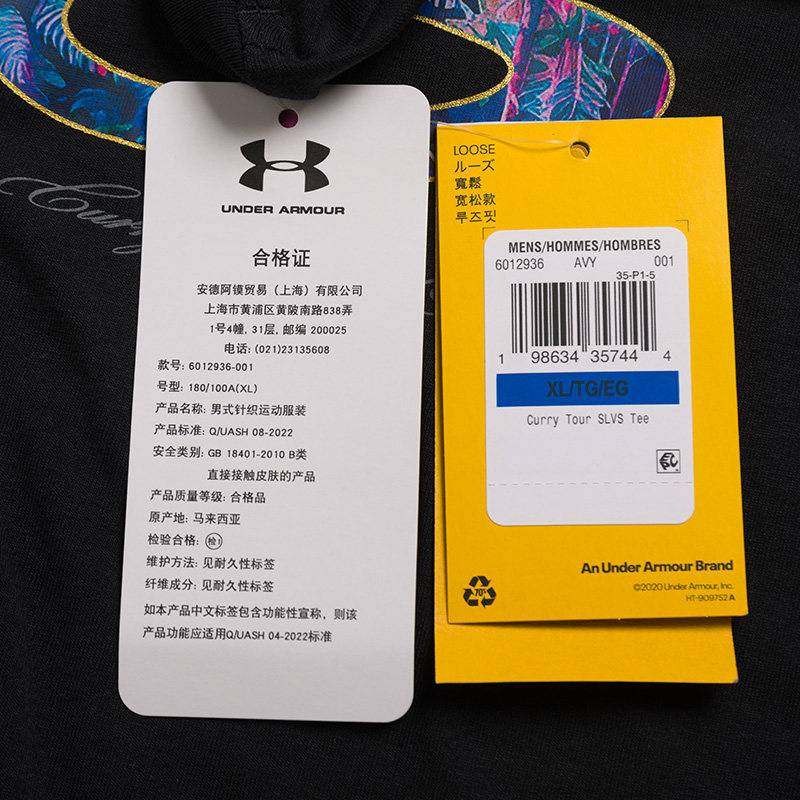 UNDER ARMOUR
合格证
安德阿镆贸易（上海）有限公司
上海市黄浦区黄陂南路838弄
1号4幢, 31层, 邮编 200025
电话: (021)23135608
款号: 6012936-001
号型: 180/100A(XL)
产品名称: 男式针织运动服装
产品标准: Q/UASH 08-2022
安全类别: GB 18401-2010 B类
直接接触皮肤的产品
产品质量等级: 合格品
原产地: 马来西亚
检验合格: 检1
维护方法: 见耐久性标签
纤维成分: 见耐久性标签
如本产品中文标签包含功能性宣称，则该
产品功能应适用Q/UASH 04-2022标准
LOOSE
ルーズ
寬鬆
宽松款
루즈핏
MENS/HOMMES/HOMBRES
6012936 AVY 001
35-P1-5
1 98634 35744 4
XL/TG/EG
Curry Tour SLVS Tee
An Under Armour Brand
©2020 Under Armour, Inc.
HT-909752 A
70%
Curry